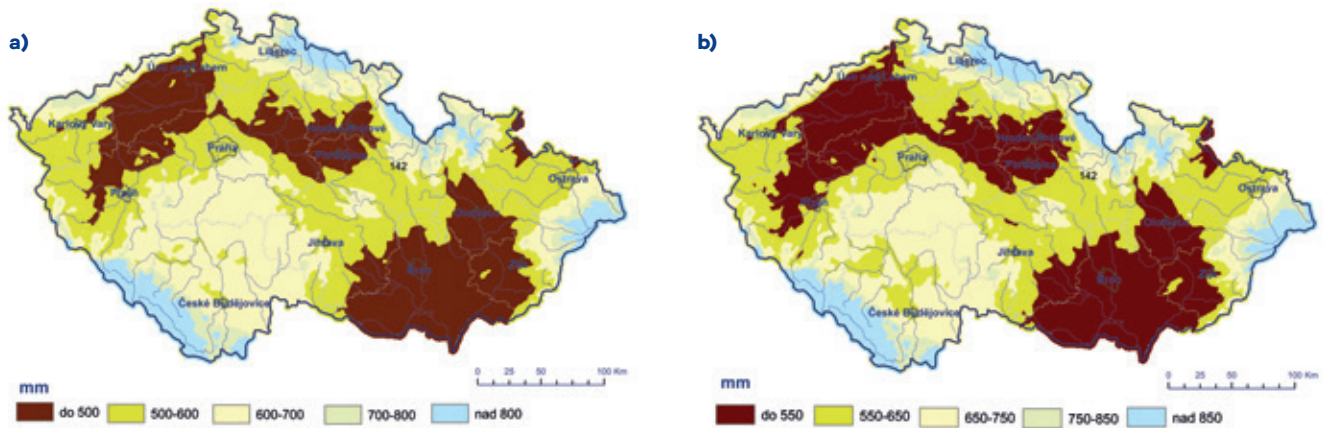 a)
Liberec
Ústí nad Labem
Karlovy Vary
Hradec Králové
Praha
Pardubice
142
Plzeň
Ostrava
Olomouc
Jihlava
Brno
Zlín
České Budějovice
0 25 50 100 Km
mm
do 500 500-600 600-700 700-800 nad 800
b)
Liberec
Ústí nad Labem
Karlovy Vary
Hradec Králové
Praha
Pardubice
142
Plzeň
Ostrava
Olomouc
Jihlava
Brno
Zlín
České Budějovice
0 25 50 100 Km
mm
do 550 550-650 650-750 750-850 nad 850